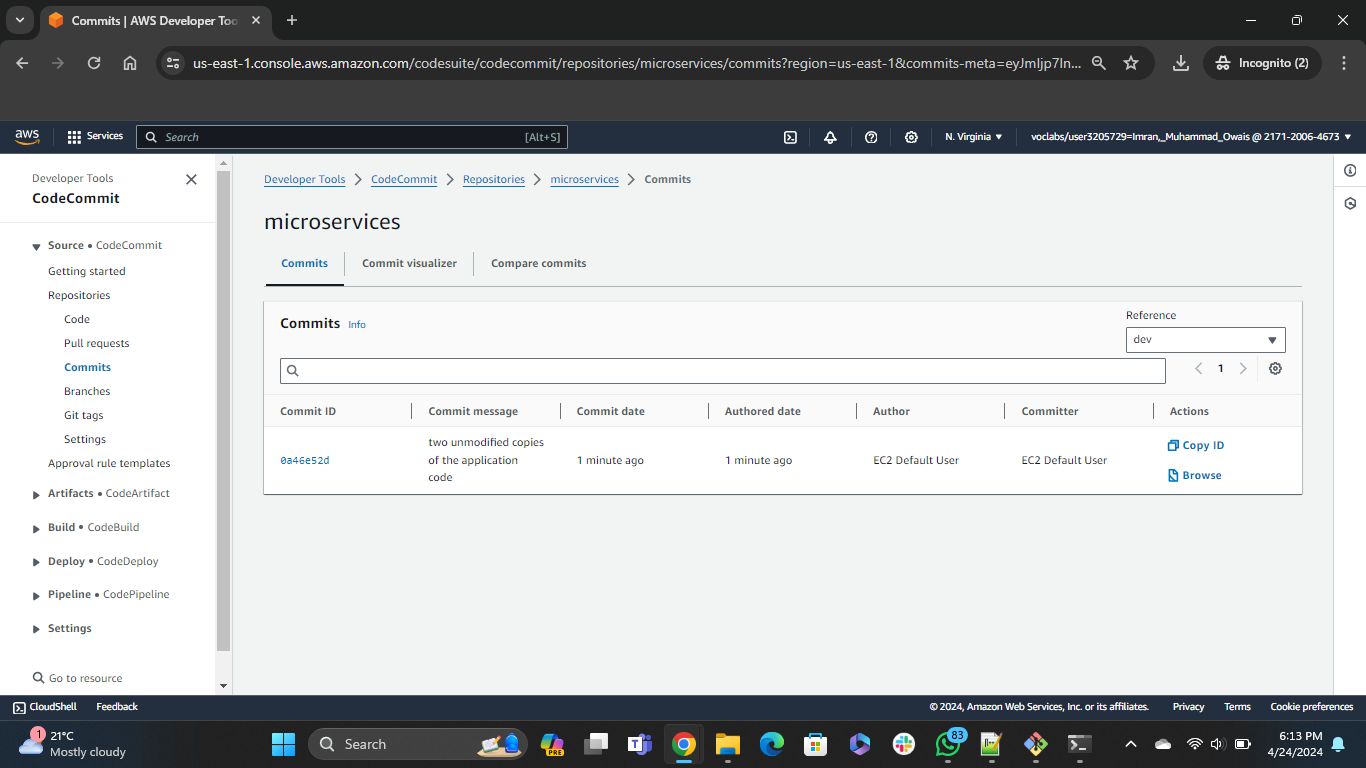 Commits | AWS Developer Too
us-east-1.console.aws.amazon.com/codesuite/codecommit/repositories/microservices/commits?region=us-east-1&commits-meta=eyJmIjp7In...
Incognito (2)
aws
Services
Search
[Alt+S]
N. Virginia
voclabs/user3205729=Imran,_Muhammad_Owais @ 2171-2006-4673
Developer Tools
CodeCommit
Source • CodeCommit
Getting started
Repositories
Code
Pull requests
Commits
Branches
Git tags
Settings
Approval rule templates
Artifacts • CodeArtifact
Build • CodeBuild
Deploy • CodeDeploy
Pipeline • CodePipeline
Settings
Go to resource
Developer Tools > CodeCommit > Repositories > microservices > Commits
microservices
Commits
Commit visualizer
Compare commits
Commits Info
Reference
dev
1
Commit ID
Commit message
Commit date
Authored date
Author
Committer
Actions
0a46e52d
two unmodified copies
of the application
code
1 minute ago
1 minute ago
EC2 Default User
EC2 Default User
Copy ID
Browse
CloudShell
Feedback
© 2024, Amazon Web Services, Inc. or its affiliates.
Privacy
Terms
Cookie preferences
1
21°C
Mostly cloudy
Search
PRE
83
6:13 PM
4/24/2024